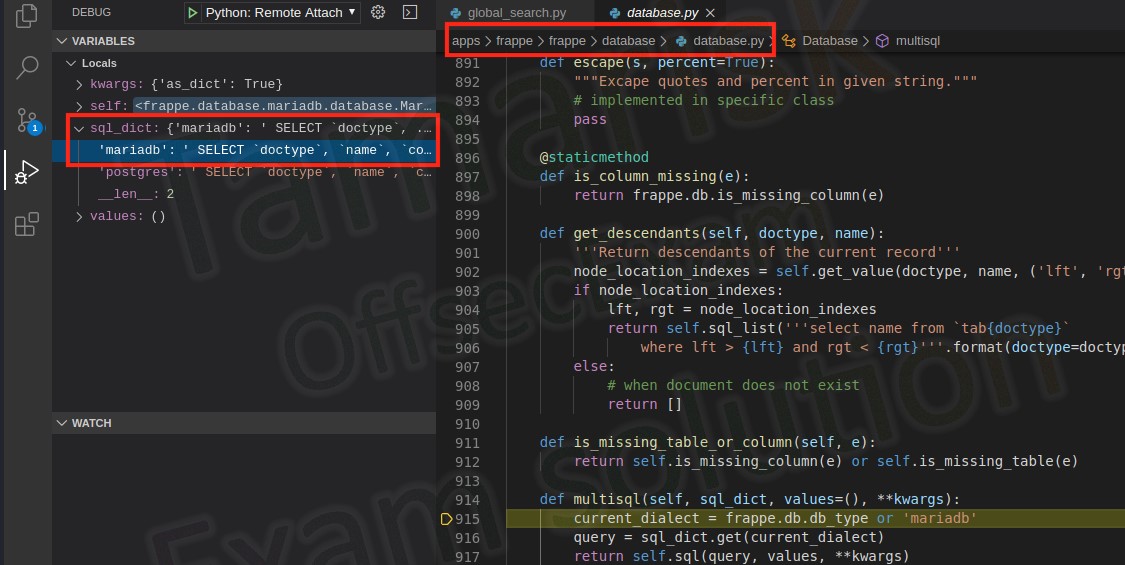 DEBUG
Python: Remote Attach
VARIABLES
Locals
kwargs: {'as_dict': True}
self: <frappe.database.mariadb.database.Mar...
sql_dict: {'mariadb': ' SELECT `doctype`, ...
'mariadb': ' SELECT `doctype`, `name`, `co...
'postgres': ' SELECT `doctype`, `name`, `c...
__len__: 2
values: ()
1
WATCH
global_search.py
database.py
apps > frappe > frappe > database > database.py > Database > multisql
891 def escape(s, percent=True):
892 """Excape quotes and percent in given string."""
893 # implemented in specific class
894 pass
895
896 @staticmethod
897 def is_column_missing(e):
898 return frappe.db.is_missing_column(e)
899
900 def get_descendants(self, doctype, name):
901 '''Return descendants of the current record'''
902 node_location_indexes = self.get_value(doctype, name, ('lft', 'rgt
903 if node_location_indexes:
904 lft, rgt = node_location_indexes
905 return self.sql_list('''select name from `tab{doctype}`
906 where lft > {lft} and rgt < {rgt}'''.format(doctype=doctyp
907 else:
908 # when document does not exist
909 return []
910
911 def is_missing_table_or_column(self, e):
912 return self.is_missing_column(e) or self.is_missing_table(e)
913
914 def multisql(self, sql_dict, values=(), **kwargs):
915 current_dialect = frappe.db.db_type or 'mariadb'
916 query = sql_dict.get(current_dialect)
917 return self.sql(query, values, **kwargs)
Tamarisk
Offsec Exam
Exam solution